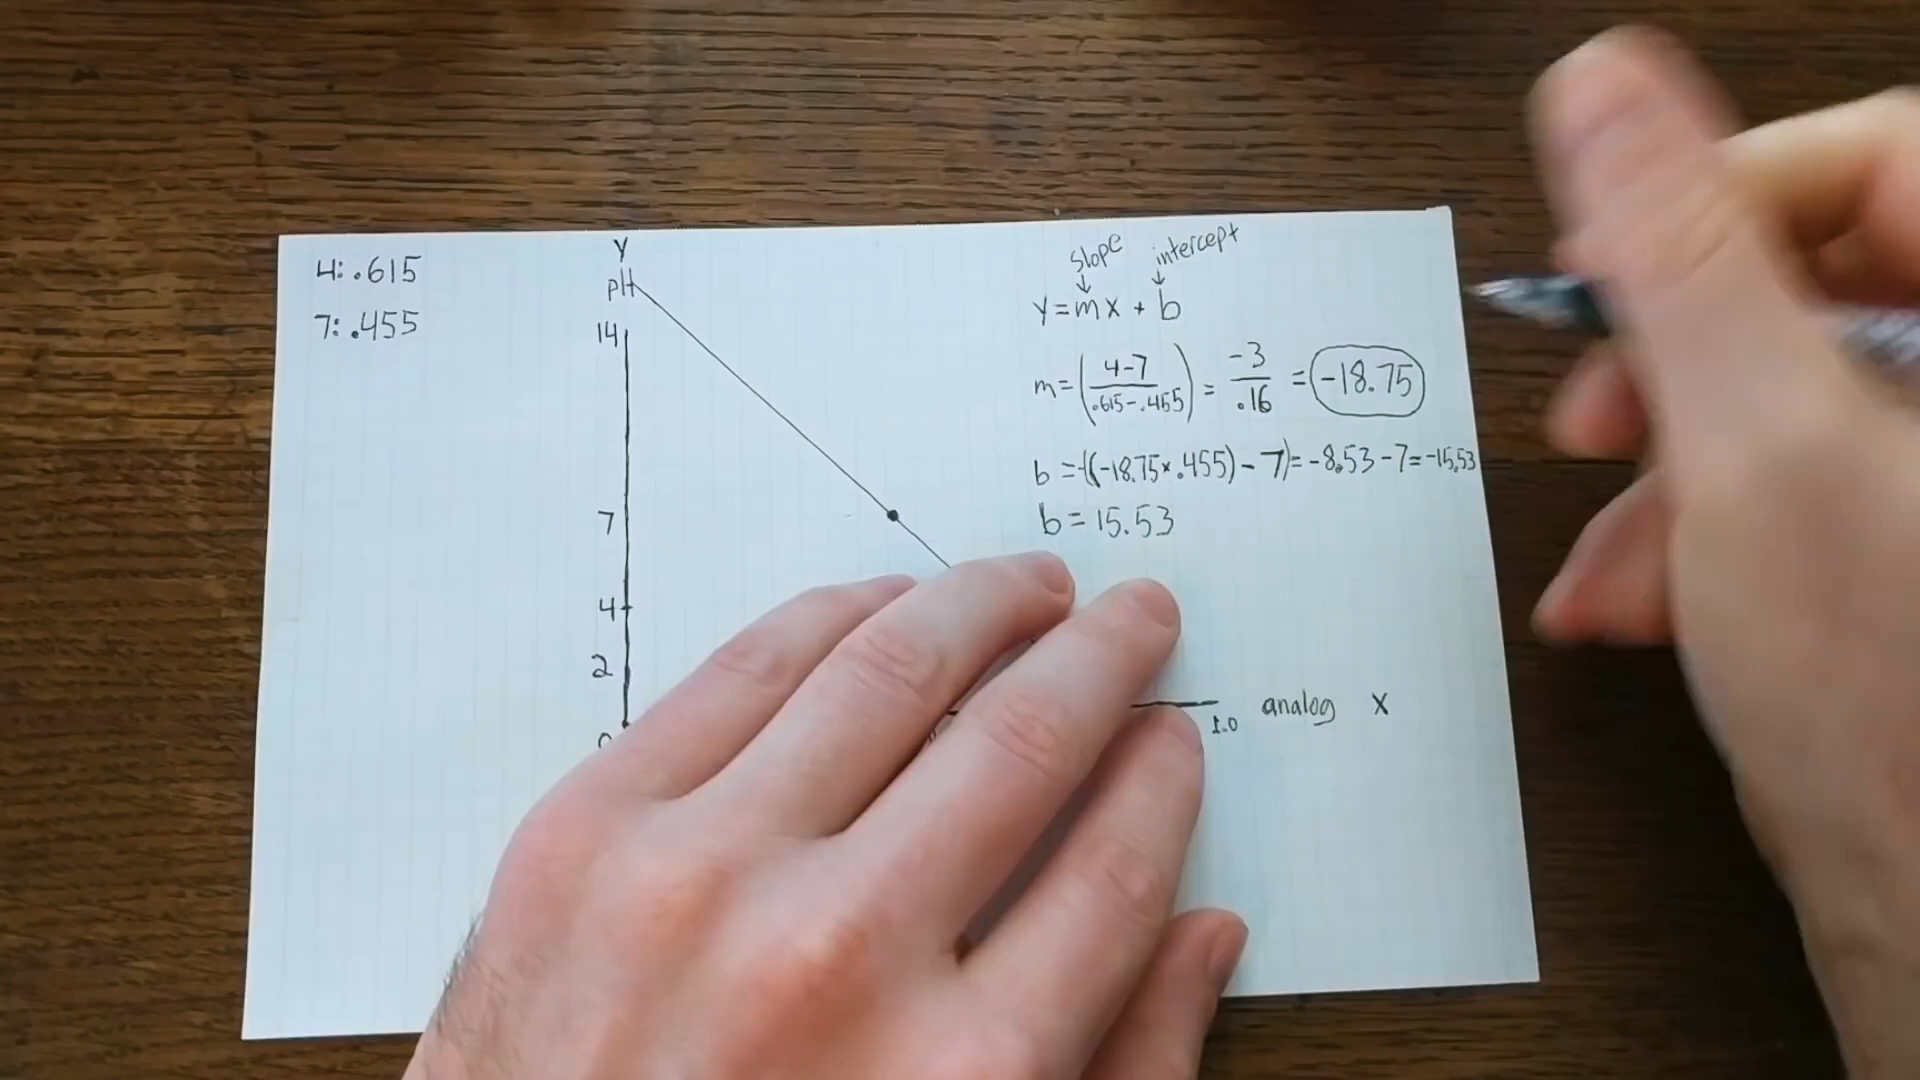 4: .615
7: .455
Y
pH
14
7
4
2
0
1.0
analog X
slope intercept
Y=mx + b
m=(4-7/.615-.455) = -3/.16 = -18.75
b=-((-18.75×.455)-7)=-8.53-7=-15.53
b=15.53